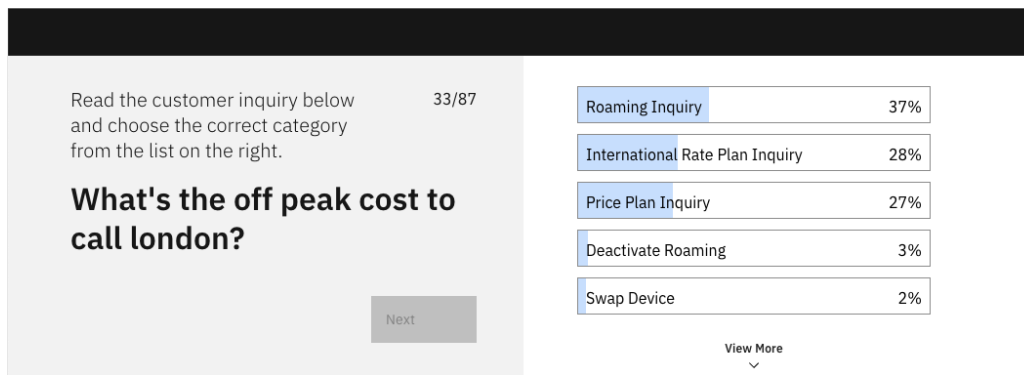 Read the customer inquiry below
and choose the correct category
from the list on the right.
33/87
What's the off peak cost to
call london?
Next
Roaming Inquiry 37%
International Rate Plan Inquiry 28%
Price Plan Inquiry 27%
Deactivate Roaming 3%
Swap Device 2%
View More